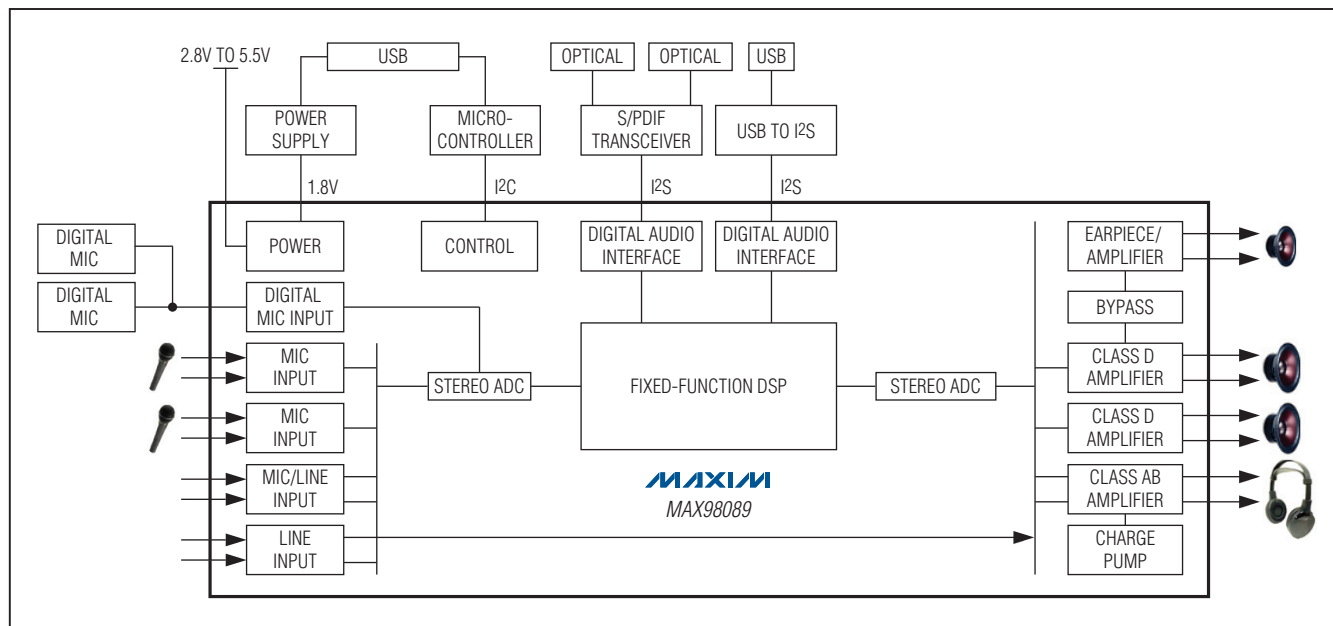 2.8V TO 5.5V
USB
OPTICAL
OPTICAL
USB
POWER
SUPPLY
MICRO-
CONTROLLER
S/PDIF
TRANSCEIVER
USB TO I2S
1.8V
I2C
I2S
I2S
DIGITAL
MIC
POWER
CONTROL
DIGITAL AUDIO
INTERFACE
DIGITAL AUDIO
INTERFACE
EARPIECE/
AMPLIFIER
DIGITAL
MIC
DIGITAL
MIC INPUT
BYPASS
MIC
INPUT
STEREO ADC
FIXED-FUNCTION DSP
STEREO ADC
CLASS D
AMPLIFIER
MIC
INPUT
CLASS D
AMPLIFIER
MIC/LINE
INPUT
MAXIM
MAX98089
CLASS AB
AMPLIFIER
LINE
INPUT
CHARGE
PUMP